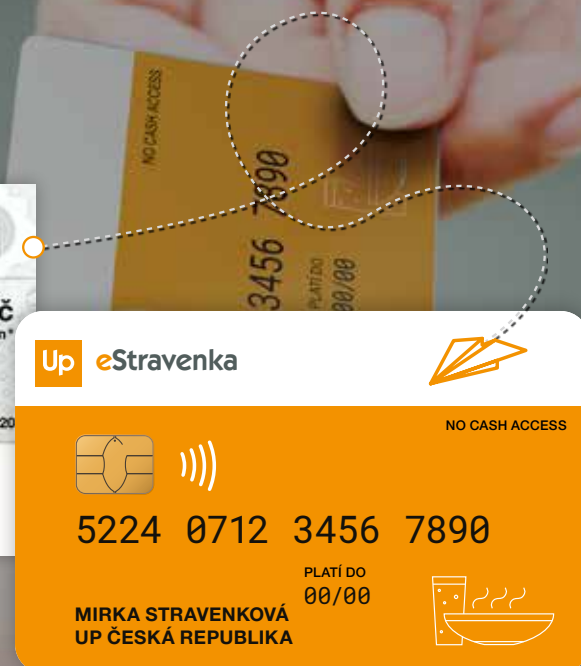 NO CASH ACCESS
3456 7890
PLATÍ DO
00/00
Č
20
Up eStravenka
NO CASH ACCESS
5224 0712 3456 7890
PLATÍ DO
00/00
MIRKA STRAVENKOVÁ
UP ČESKÁ REPUBLIKA